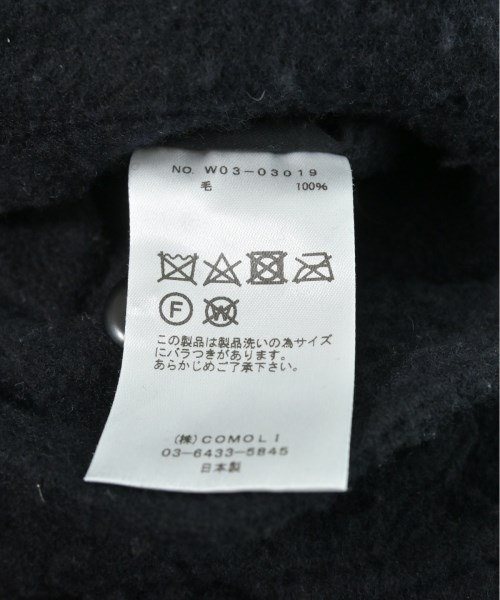 NO. W03-03019
毛 100%
F W
この製品は製品洗いの為サイズ
にバラつきがあります。
あらかじめご了承下さい。
(株) COMOLI
03-6433-5845
日本製